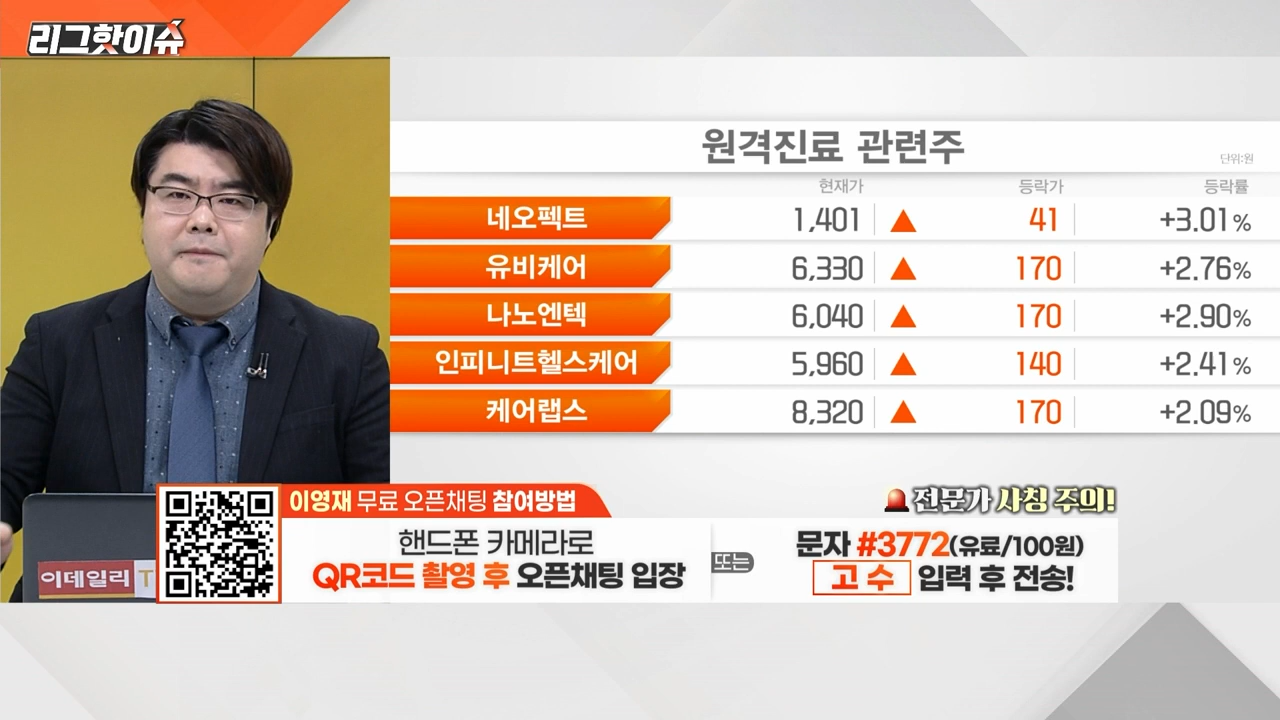 리그핫이슈
원격진료 관련주
단위:원
현재가 등락가 등락률
네오펙트 1,401 ▲ 41 +3.01%
유비케어 6,330 ▲ 170 +2.76%
나노엔텍 6,040 ▲ 170 +2.90%
인피니트헬스케어 5,960 ▲ 140 +2.41%
케어랩스 8,320 ▲ 170 +2.09%
이영재 무료 오픈채팅 참여방법
전문가 사칭 주의!
핸드폰 카메라로
QR코드 촬영 후 오픈채팅 입장
또는
문자 #3772(유료/100원)
고 수 입력 후 전송!
이데일리 T